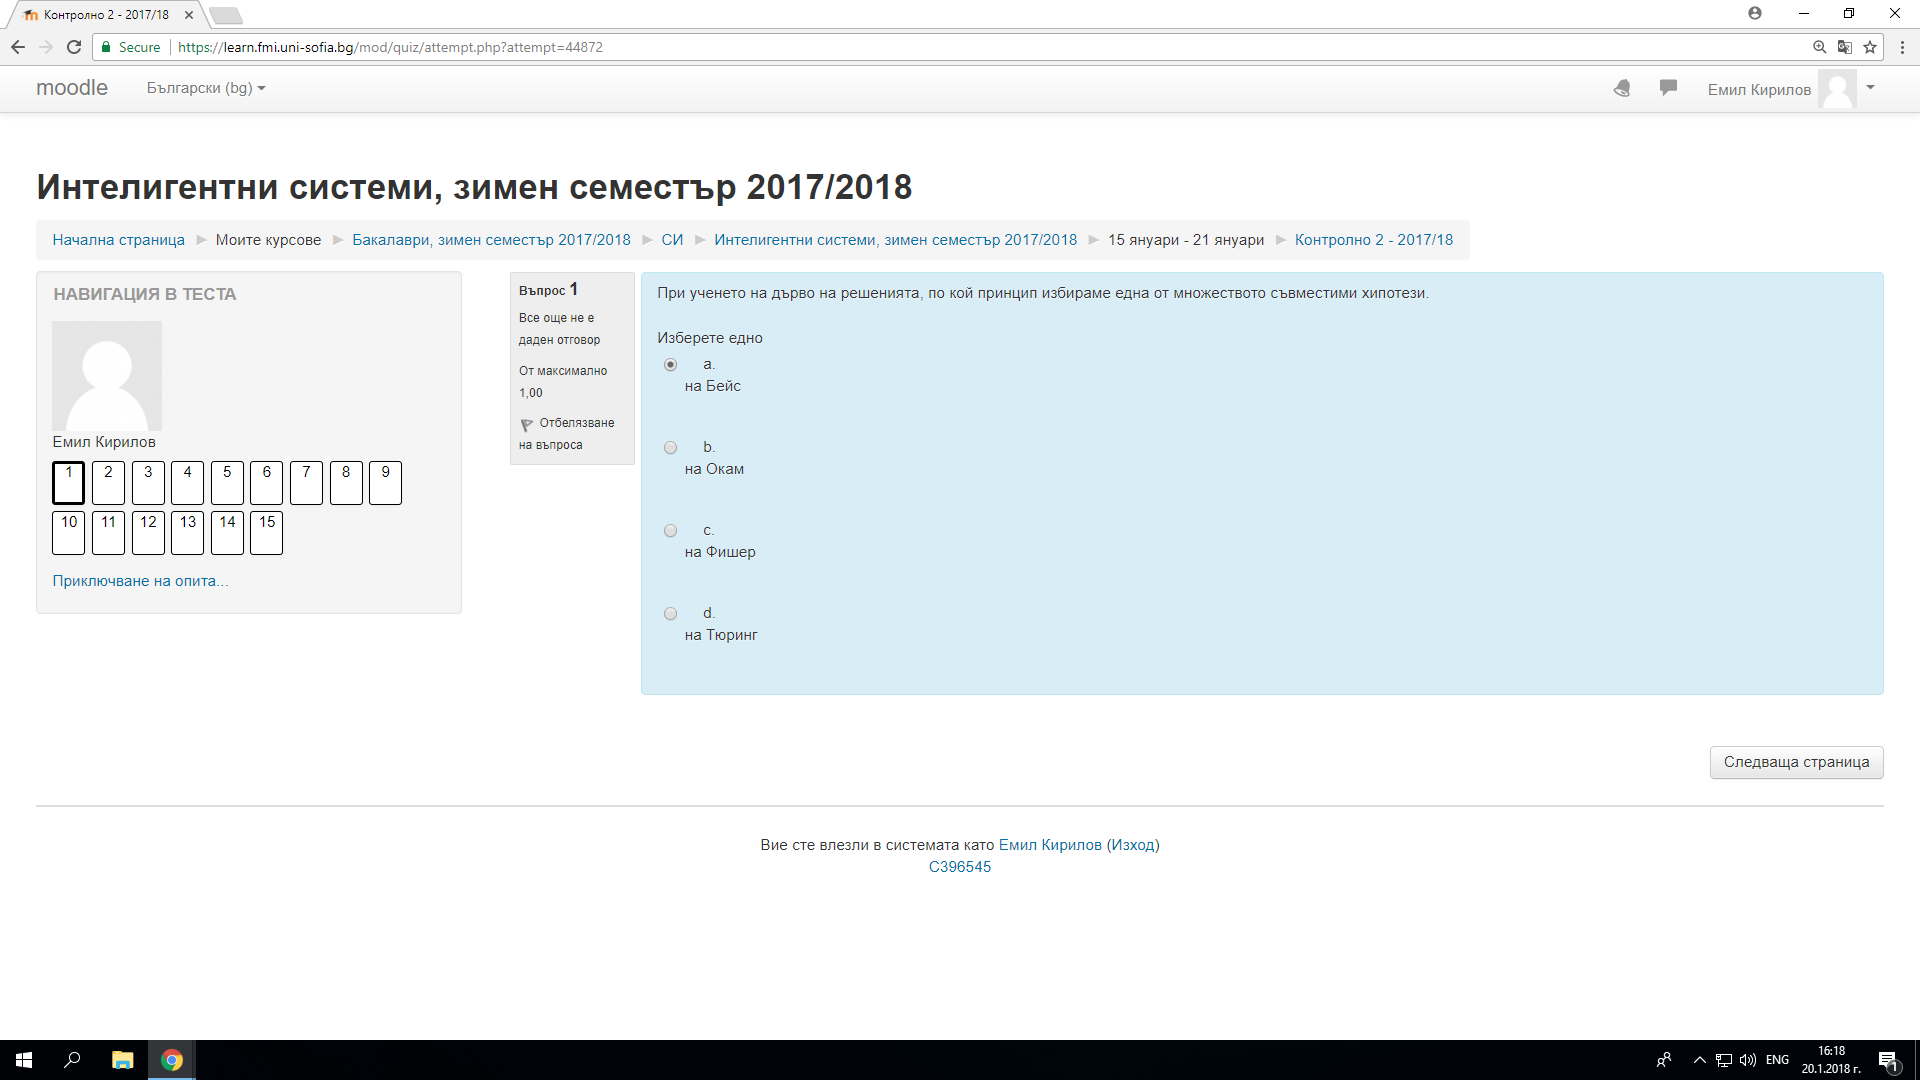 Контролно 2 - 2017/18
Secure https://learn.fmi.uni-sofia.bg/mod/quiz/attempt.php?attempt=44872
moodle Български (bg) Емил Кирилов
Интелигентни системи, зимен семестър 2017/2018
Начална страница Моите курсове Бакалаври, зимен семестър 2017/2018 СИ Интелигентни системи, зимен семестър 2017/2018 15 януари - 21 януари Контролно 2 - 2017/18
НАВИГАЦИЯ В ТЕСТА
Емил Кирилов
1 2 3 4 5 6 7 8 9
10 11 12 13 14 15
Приключване на опита...
Въпрос 1
Все още не е
даден отговор
От максимално
1,00
Отбелязване
на въпроса
При ученето на дърво на решенията, по кой принцип избираме една от множеството съвместими хипотези.
Изберете едно
a.
на Бейс
b.
на Окам
c.
на Фишер
d.
на Тюринг
Следваща страница
Вие сте влезли в системата като Емил Кирилов (Изход)
С396545
ENG
16:18
20.1.2018 г.
1